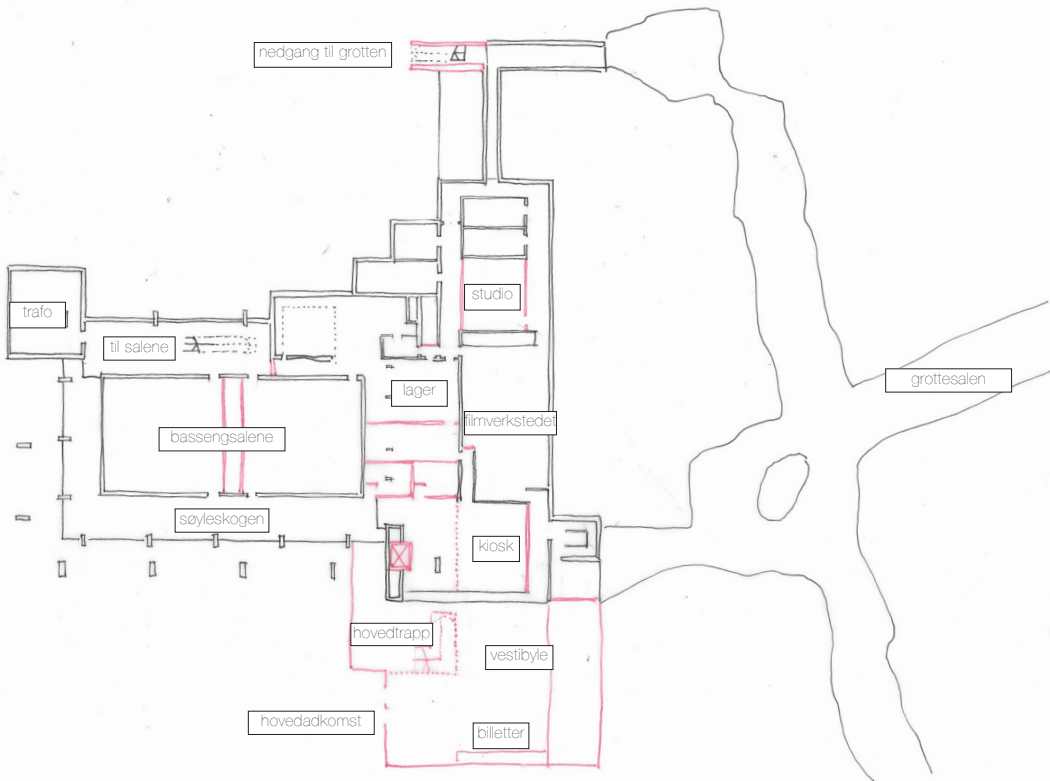 nedgang til grotten
studio
trafo
til salene
grottesalen
lager
filmverkstedet
bassengsalene
søyleskogen
kiosk
hovedtrapp
vestibyle
hovedadkomst
billetter